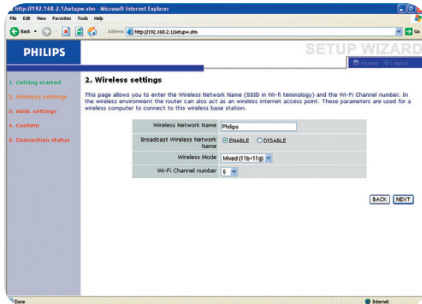 http://192.168.2.1/setupw.stm - Microsoft Internet Explorer
File Edit View Favorites Tools Help
Back Address http://192.168.2.1/setupw.stm Go
PHILIPS
SETUP WIZARD
Home Logout
1. Getting started
2. Wireless settings
3. ADSL settings
4. Confirm
5. Connection status
2. Wireless settings
This page allows you to enter the Wireless Network Name (SSID in Wi-fi teminology) and the Wi-Fi Channel number. In
the wireless environment the router can also act as an wireless internet access point. These parameters are used for a
wireless computer to connect to this wireless base station.
Wireless Network Name Philips
Broadcast Wireless Network
Name
ENABLE DISABLE
Wireless Mode Mixed (11b+11g)
Wi-Fi Channel number 6
BACK NEXT
Done Internet